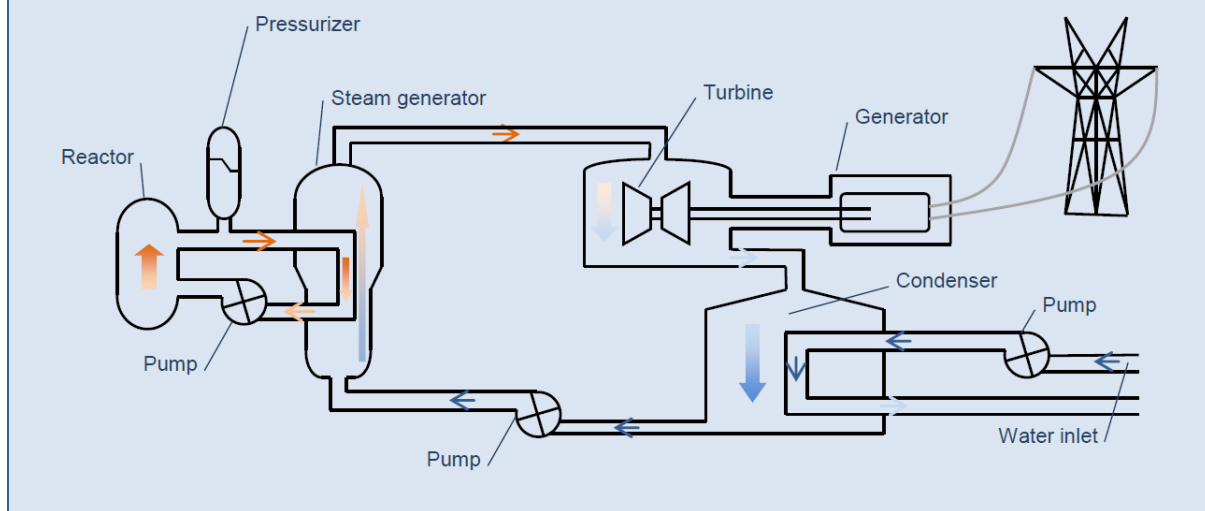 Pressurizer
Steam generator
Turbine
Generator
Reactor
Condenser
Pump
Pump
Water inlet
Pump